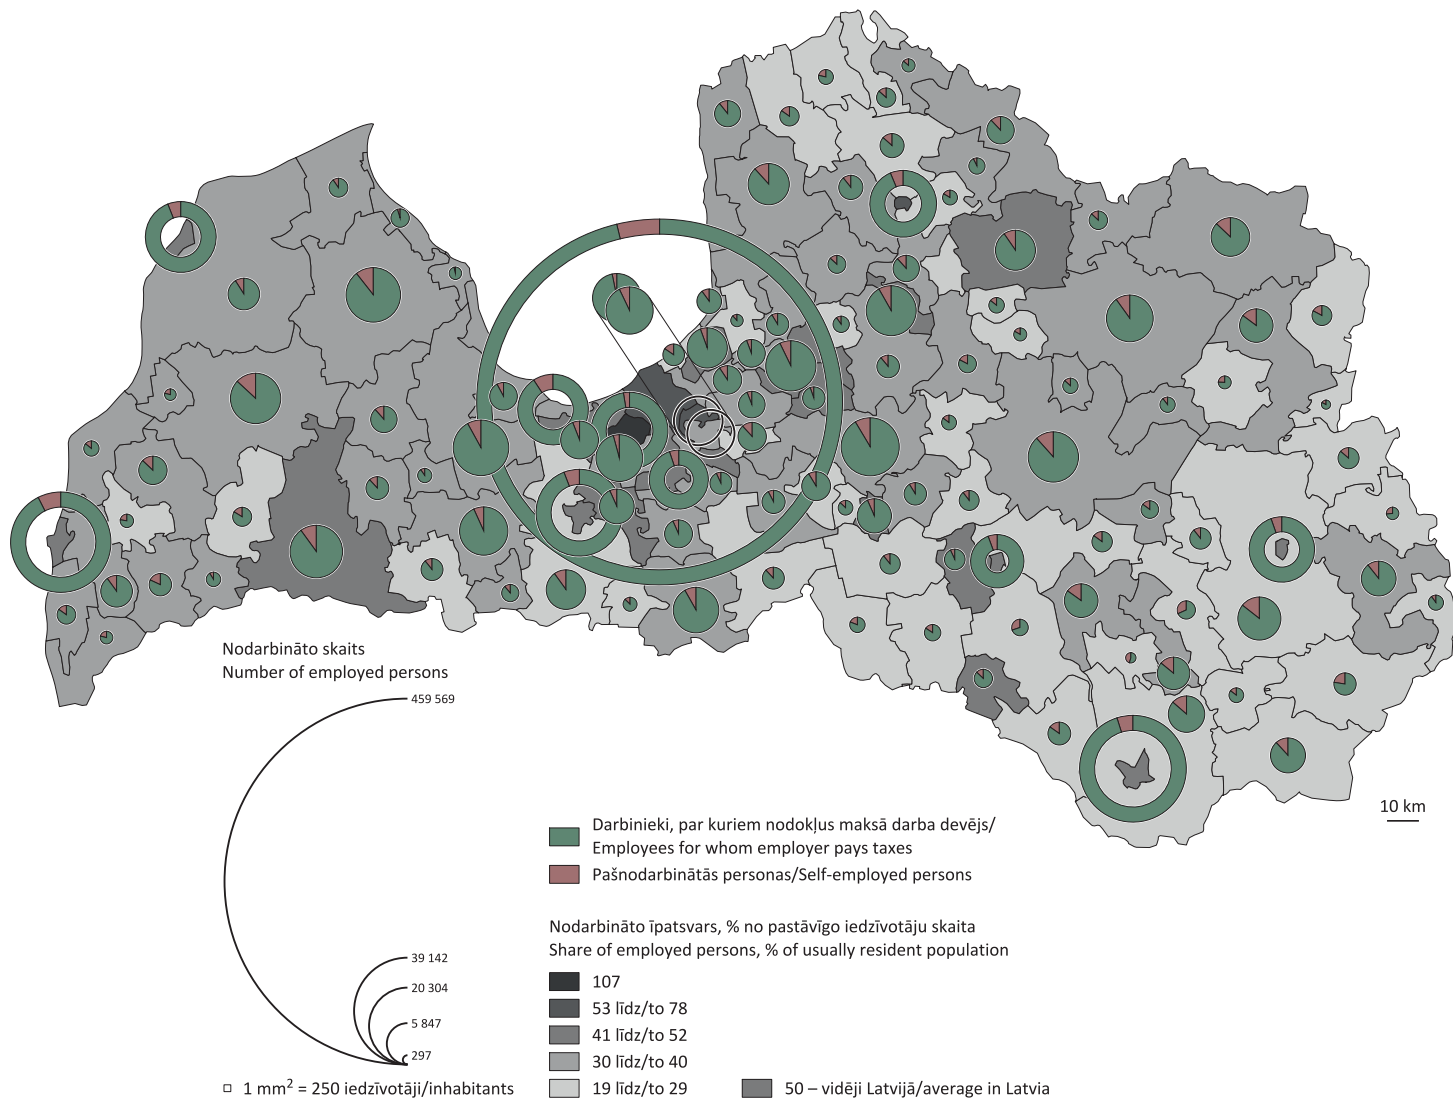 Nodarbināto skaits
Number of employed persons
459 569
39 142
20 304
5 847
297
1 mm2 = 250 iedzīvotāji/inhabitants
10 km
Darbinieki, par kuriem nodokļus maksā darba devējs/
Employees for whom employer pays taxes
Pašnodarbinātās personas/Self-employed persons
Nodarbināto īpatsvars, % no pastāvīgo iedzīvotāju skaita
Share of employed persons, % of usually resident population
107
53 līdz/to 78
41 līdz/to 52
30 līdz/to 40
19 līdz/to 29
50 – vidēji Latvijā/average in Latvia